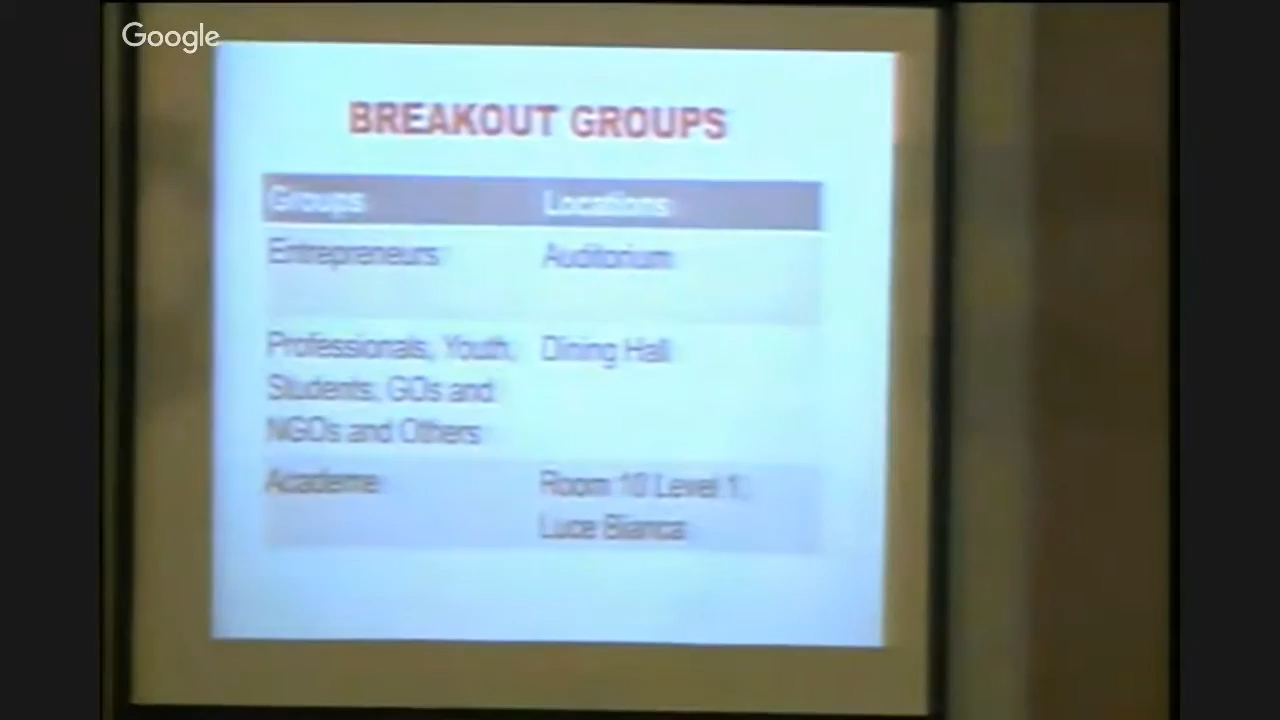 Google
BREAKOUT GROUPS
Groups Locations
Entrepreneurs Auditorium
Professionals, Youth, Dining Hall
Students, GOs and
NGOs and Others
Academe Room 10 Level 1,
Luce Bianca